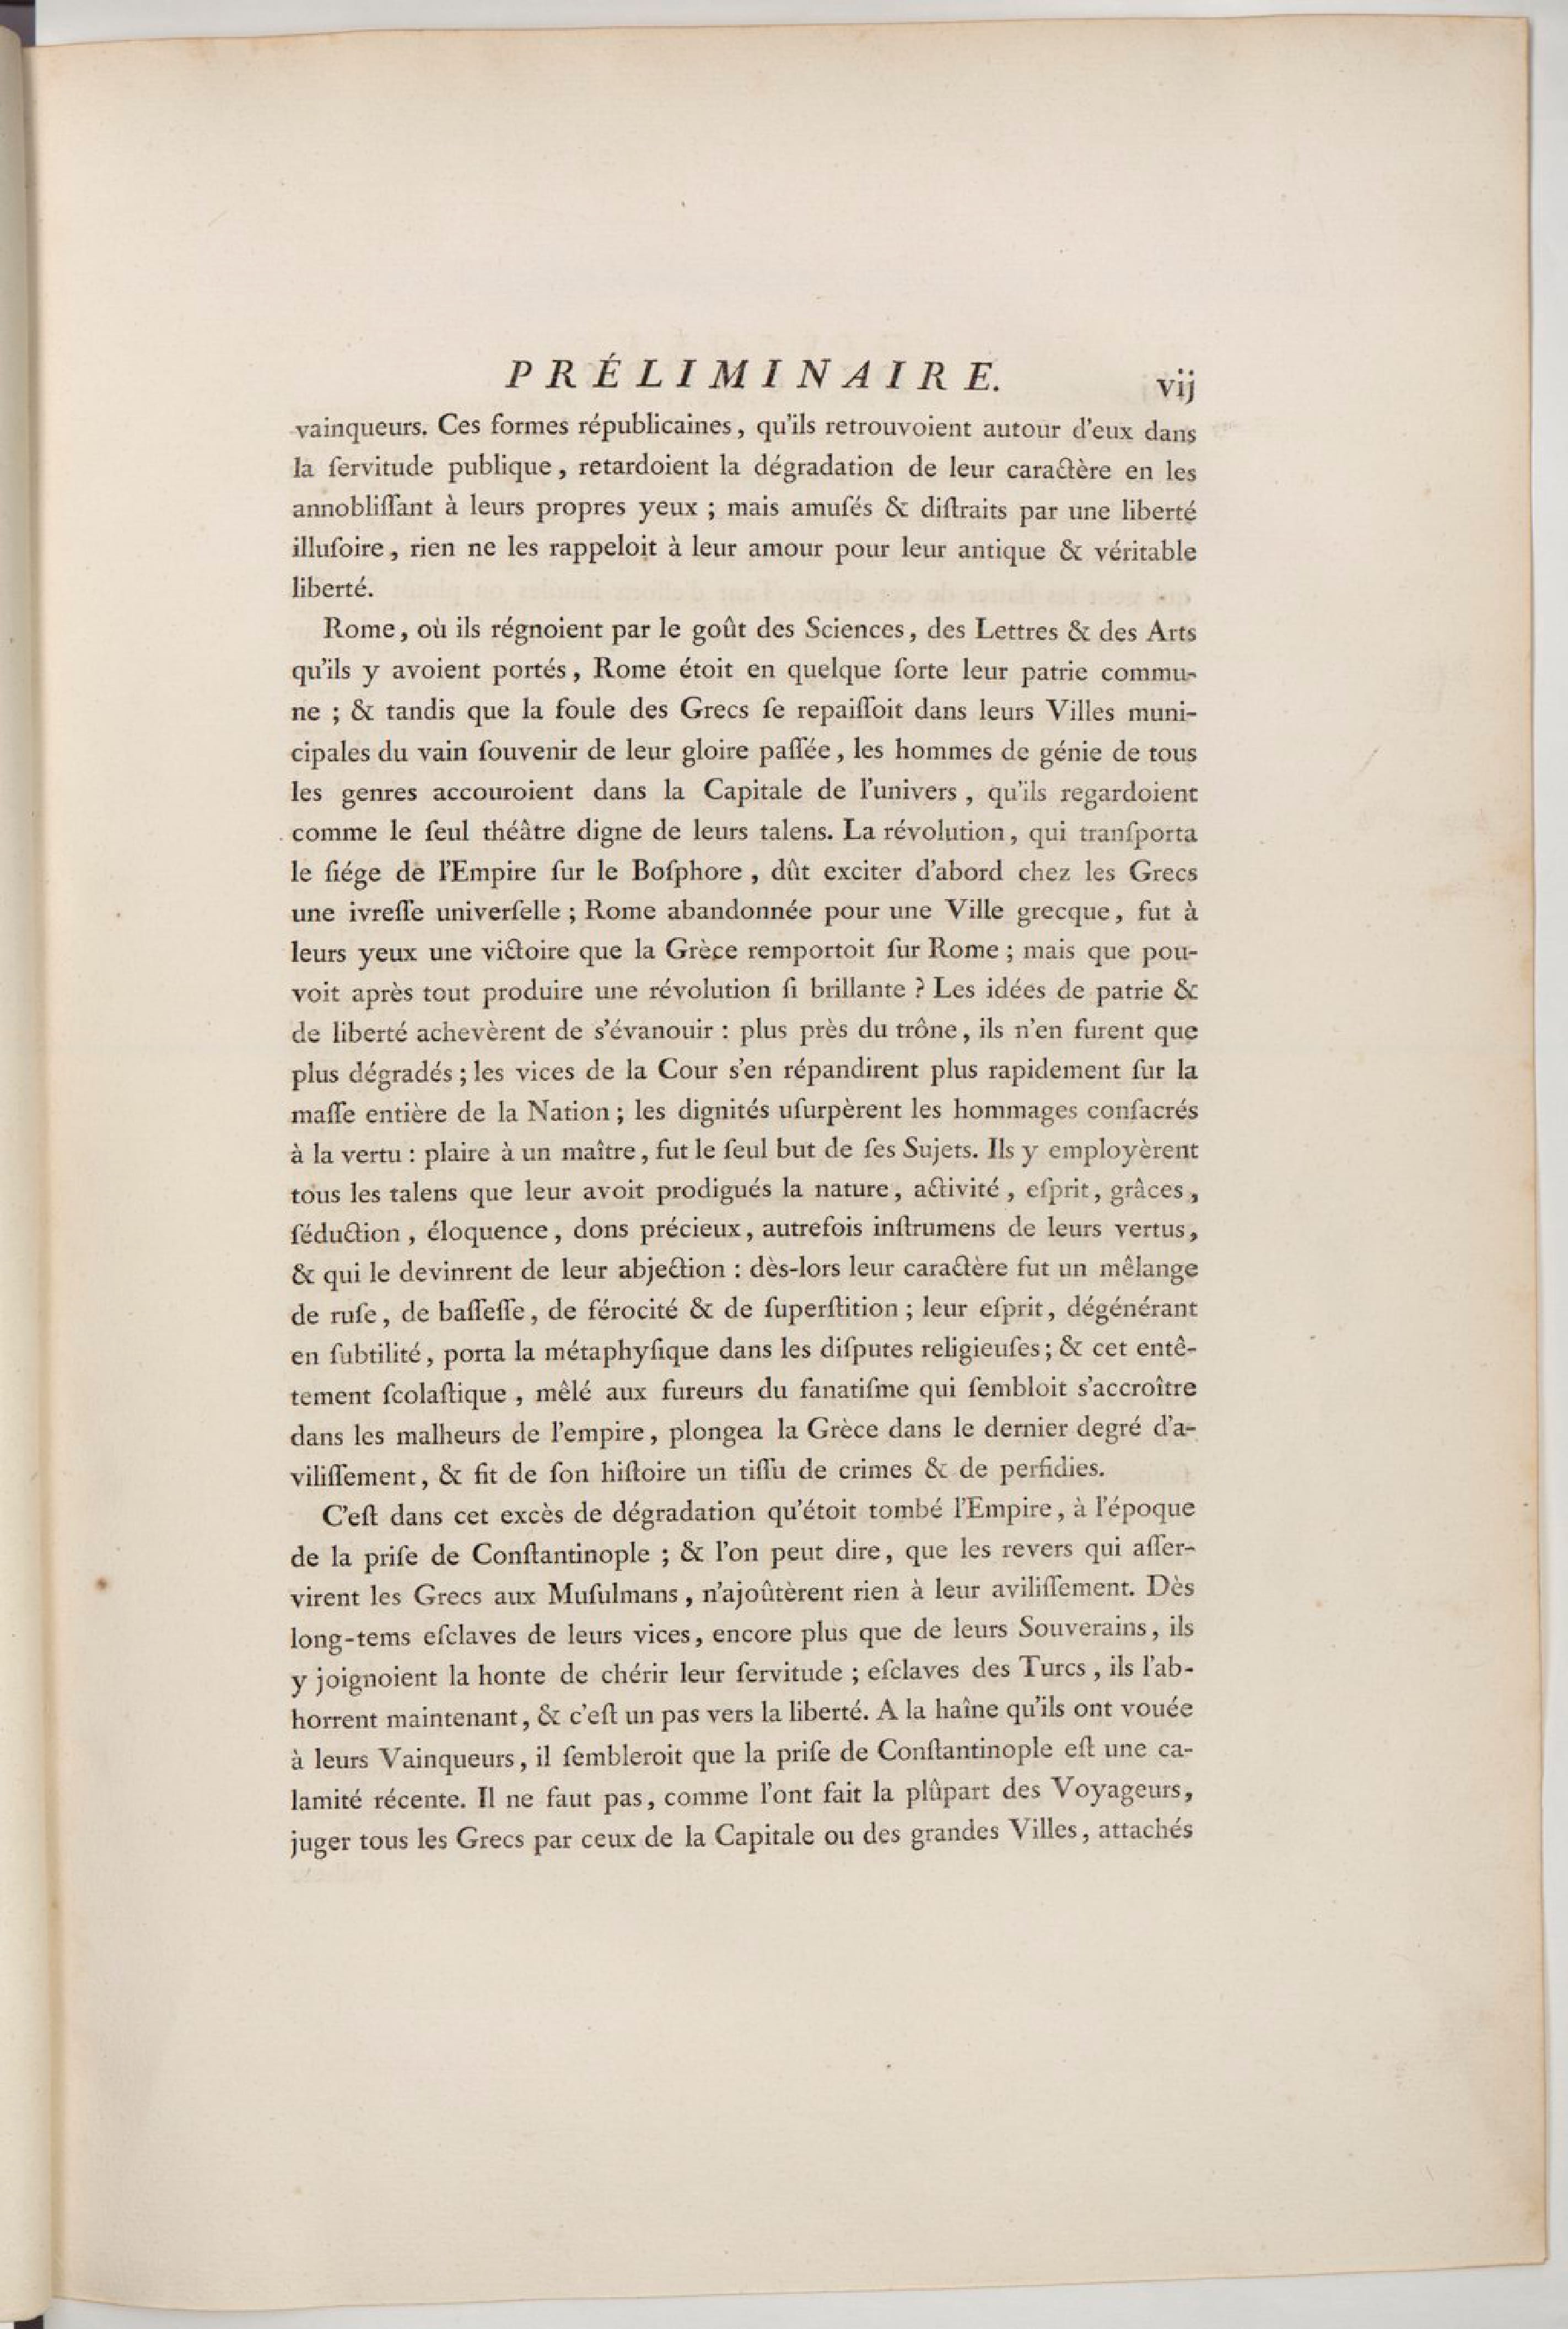 PRÉLIMINAIRE. vij
vainqueurs. Ces formes républicaines, qu'ils retrouvoient autour d'eux dans
la ſervitude publique, retardoient la dégradation de leur caractère en les
annobliſſant à leurs propres yeux ; mais amuſés & diſtraits par une liberté
illuſoire, rien ne les rappeloit à leur amour pour leur antique & véritable
liberté.
Rome, où ils régnoient par le goût des Sciences, des Lettres & des Arts
qu'ils y avoient portés, Rome étoit en quelque ſorte leur patrie commu-
ne ; & tandis que la foule des Grecs ſe repaiſſoit dans leurs Villes muni-
cipales du vain ſouvenir de leur gloire paſſée, les hommes de génie de tous
les genres accouroient dans la Capitale de l'univers, qu'ils regardoient
comme le ſeul théâtre digne de leurs talens. La révolution, qui tranſporta
le ſiége de l'Empire ſur le Boſphore, dût exciter d'abord chez les Grecs
une ivreſſe univerſelle ; Rome abandonnée pour une Ville grecque, fut à
leurs yeux une victoire que la Grèce remportoit ſur Rome ; mais que pou-
voit après tout produire une révolution ſi brillante ? Les idées de patrie &
de liberté achevèrent de s'évanouir : plus près du trône, ils n'en furent que
plus dégradés ; les vices de la Cour s'en répandirent plus rapidement ſur la
maſſe entière de la Nation ; les dignités uſurpèrent les hommages conſacrés
à la vertu : plaire à un maître, fut le ſeul but de ſes Sujets. Ils y employèrent
tous les talens que leur avoit prodigués la nature, activité, eſprit, grâces,
ſéduction, éloquence, dons précieux, autrefois inſtrumens de leurs vertus,
& qui le devinrent de leur abjection : dès-lors leur caractère fut un mêlange
de ruſe, de baſſeſſe, de férocité & de ſuperſtition ; leur eſprit, dégénérant
en ſubtilité, porta la métaphyſique dans les diſputes religieuſes ; & cet entê-
tement ſcolaſtique, mêlé aux fureurs du fanatiſme qui ſembloit s'accroître
dans les malheurs de l'empire, plongea la Grèce dans le dernier degré d'a-
viliſſement, & fit de ſon hiſtoire un tiſſu de crimes & de perfidies.
C'eſt dans cet excès de dégradation qu'étoit tombé l'Empire, à l'époque
de la priſe de Conſtantinople ; & l'on peut dire, que les revers qui aſſer-
virent les Grecs aux Muſulmans, n'ajoûtèrent rien à leur aviliſſement. Dès
long-tems eſclaves de leurs vices, encore plus que de leurs Souverains, ils
y joignoient la honte de chérir leur ſervitude ; eſclaves des Turcs, ils l'ab-
horrent maintenant, & c'eſt un pas vers la liberté. A la haîne qu'ils ont vouée
à leurs Vainqueurs, il ſembleroit que la priſe de Conſtantinople eſt une ca-
lamité récente. Il ne faut pas, comme l'ont fait la plûpart des Voyageurs,
juger tous les Grecs par ceux de la Capitale ou des grandes Villes, attachés